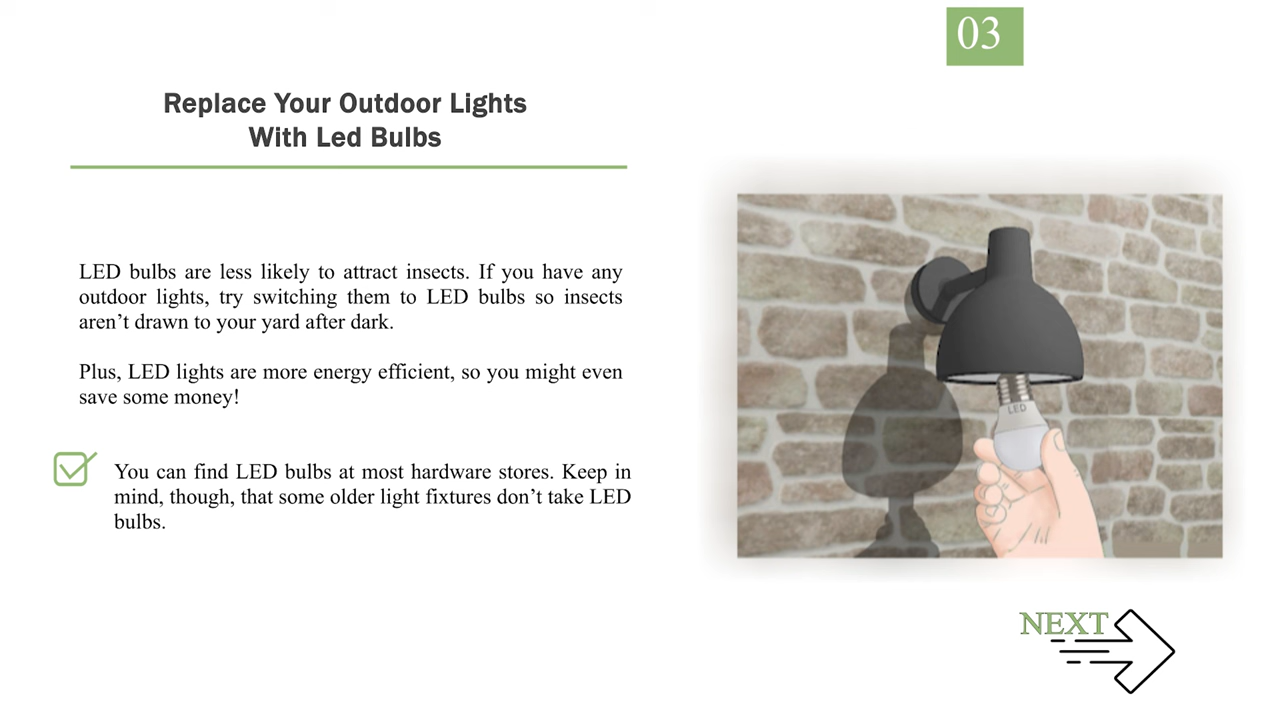 03
Replace Your Outdoor Lights
With Led Bulbs
LED bulbs are less likely to attract insects. If you have any
outdoor lights, try switching them to LED bulbs so insects
aren’t drawn to your yard after dark.
Plus, LED lights are more energy efficient, so you might even
save some money!
You can find LED bulbs at most hardware stores. Keep in
mind, though, that some older light fixtures don’t take LED
bulbs.
LED
NEXT